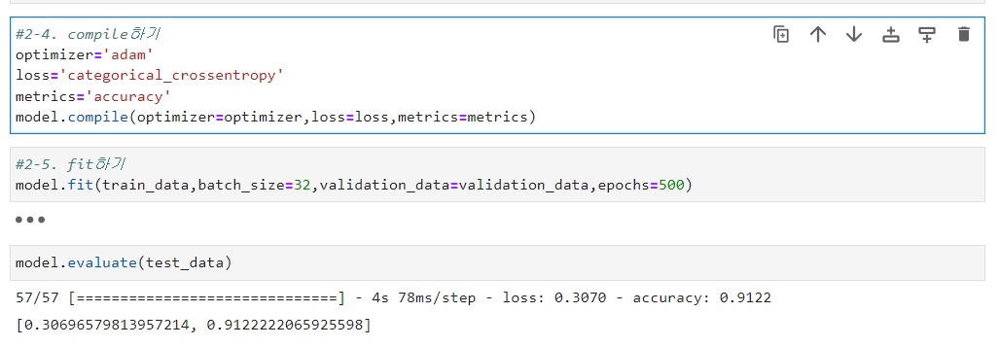 #2-4. compile하기
optimizer='adam'
loss='categorical_crossentropy'
metrics='accuracy'
model.compile(optimizer=optimizer,loss=loss,metrics=metrics)
#2-5. fit하기
model.fit(train_data,batch_size=32,validation_data=validation_data,epochs=500)
model.evaluate(test_data)
57/57 [==============================] - 4s 78ms/step - loss: 0.3070 - accuracy: 0.9122
[0.30696579813957214, 0.9122222065925598]